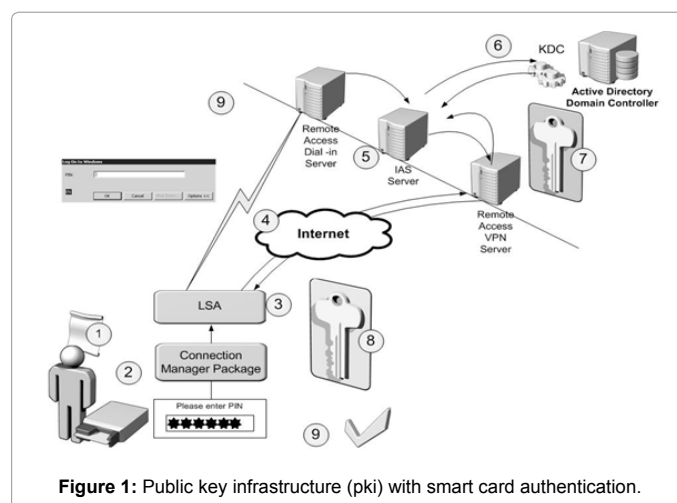 6
KDC
Active Directory
Domain Controller
9
Remote
Access
Dial -in
Server
5
IAS
Server
7
Log On to Windows
PIN:
OK
Cancel
Options <<
Remote
Access
VPN
Server
4
Internet
LSA
3
1
2
Connection
Manager Package
8
Please enter PIN
9
Figure 1: Public key infrastructure (pki) with smart card authentication.